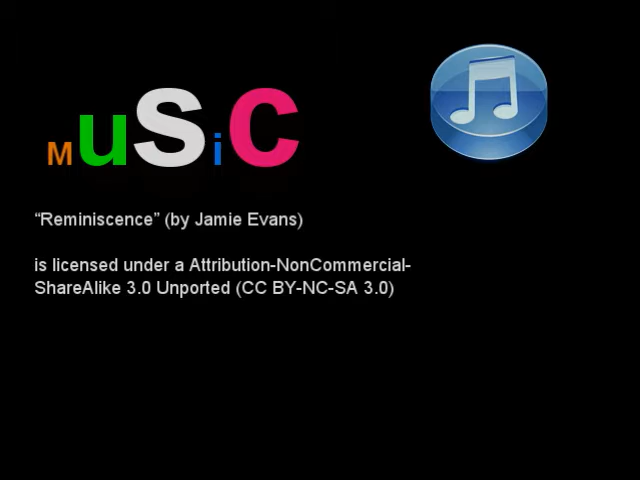 MuSiC
“Reminiscence” (by Jamie Evans)
is licensed under a Attribution-NonCommercial-
ShareAlike 3.0 Unported (CC BY-NC-SA 3.0)